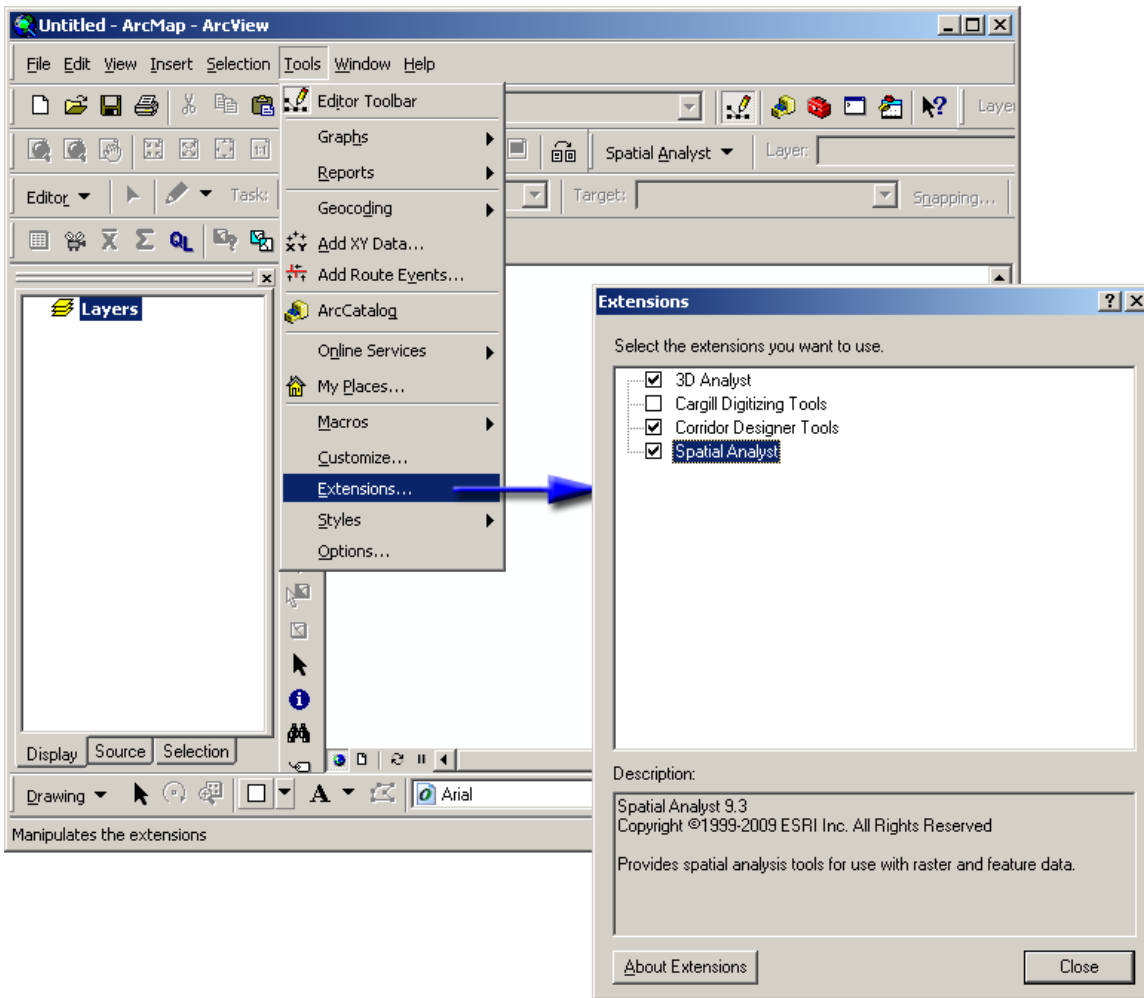 Untitled - ArcMap - ArcView
File Edit View Insert Selection Tools Window Help
Editor Toolbar
Graphs
Reports
Geocoding
Add XY Data...
Add Route Events...
ArcCatalog
Online Services
My Places...
Macros
Customize...
Extensions...
Styles
Options...
Spatial Analyst Layer:
Editor Task: Target: Snapping...
1:1
QL
Layers
Display Source Selection
Drawing A Arial
Manipulates the extensions
Extensions
Select the extensions you want to use.
3D Analyst
Cargill Digitizing Tools
Corridor Designer Tools
Spatial Analyst
Description:
Spatial Analyst 9.3
Copyright ©1999-2009 ESRI Inc. All Rights Reserved
Provides spatial analysis tools for use with raster and feature data.
About Extensions Close